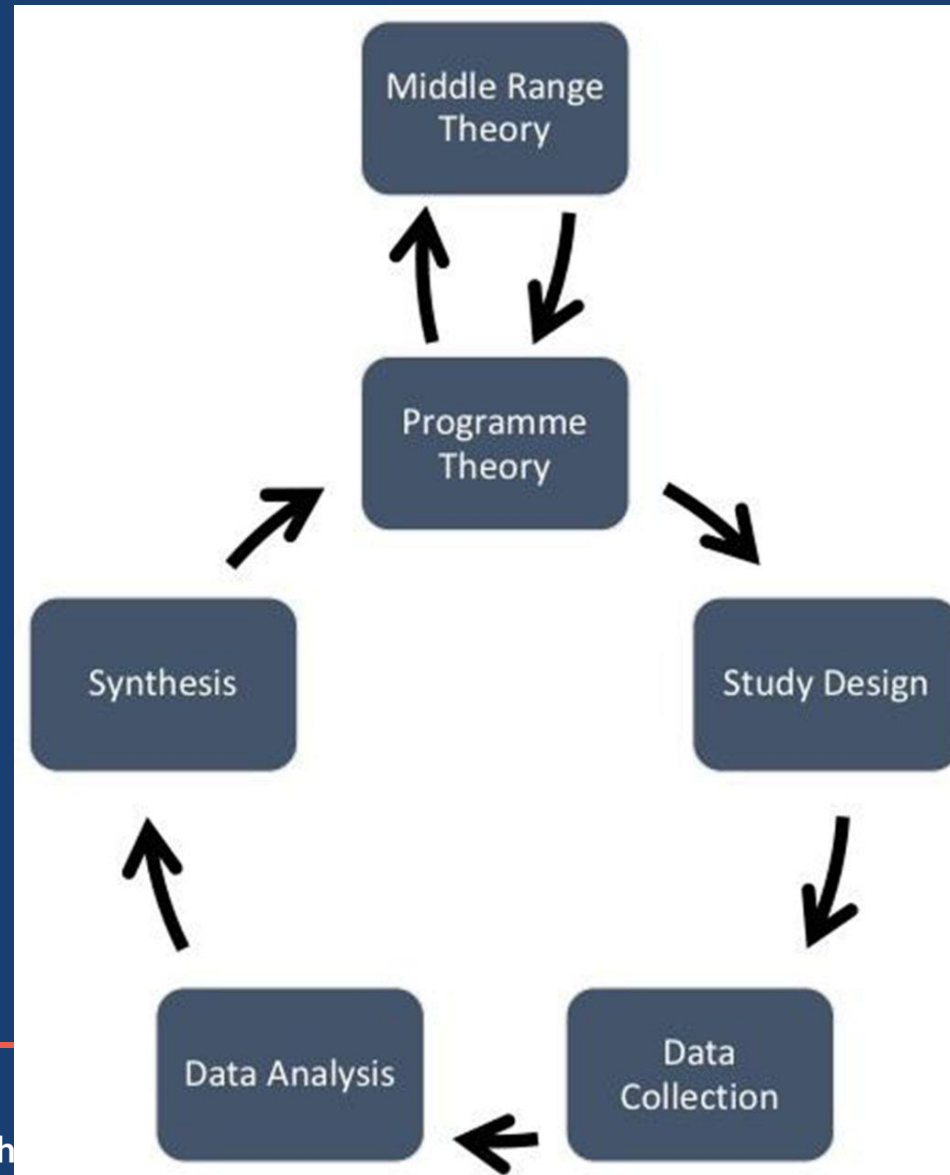 Middle Range
Theory
Programme
Theory
Synthesis
Study Design
Data Analysis
Data
Collection
h